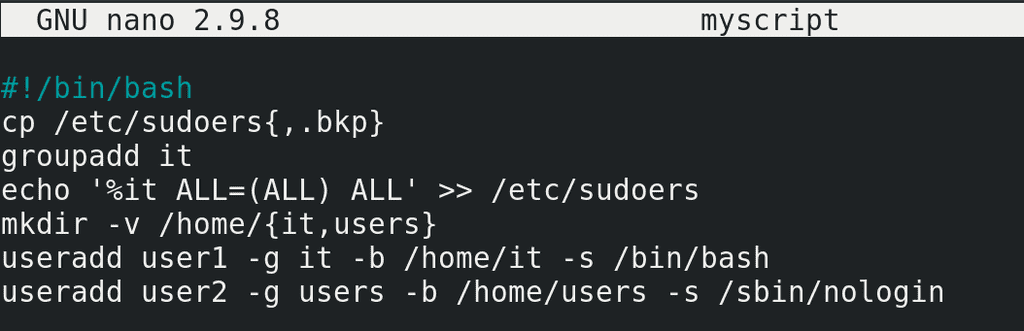 GNU nano 2.9.8 myscript
#!/bin/bash
cp /etc/sudoers{,.bkp}
groupadd it
echo '%it ALL=(ALL) ALL' >> /etc/sudoers
mkdir -v /home/{it,users}
useradd user1 -g it -b /home/it -s /bin/bash
useradd user2 -g users -b /home/users -s /sbin/nologin